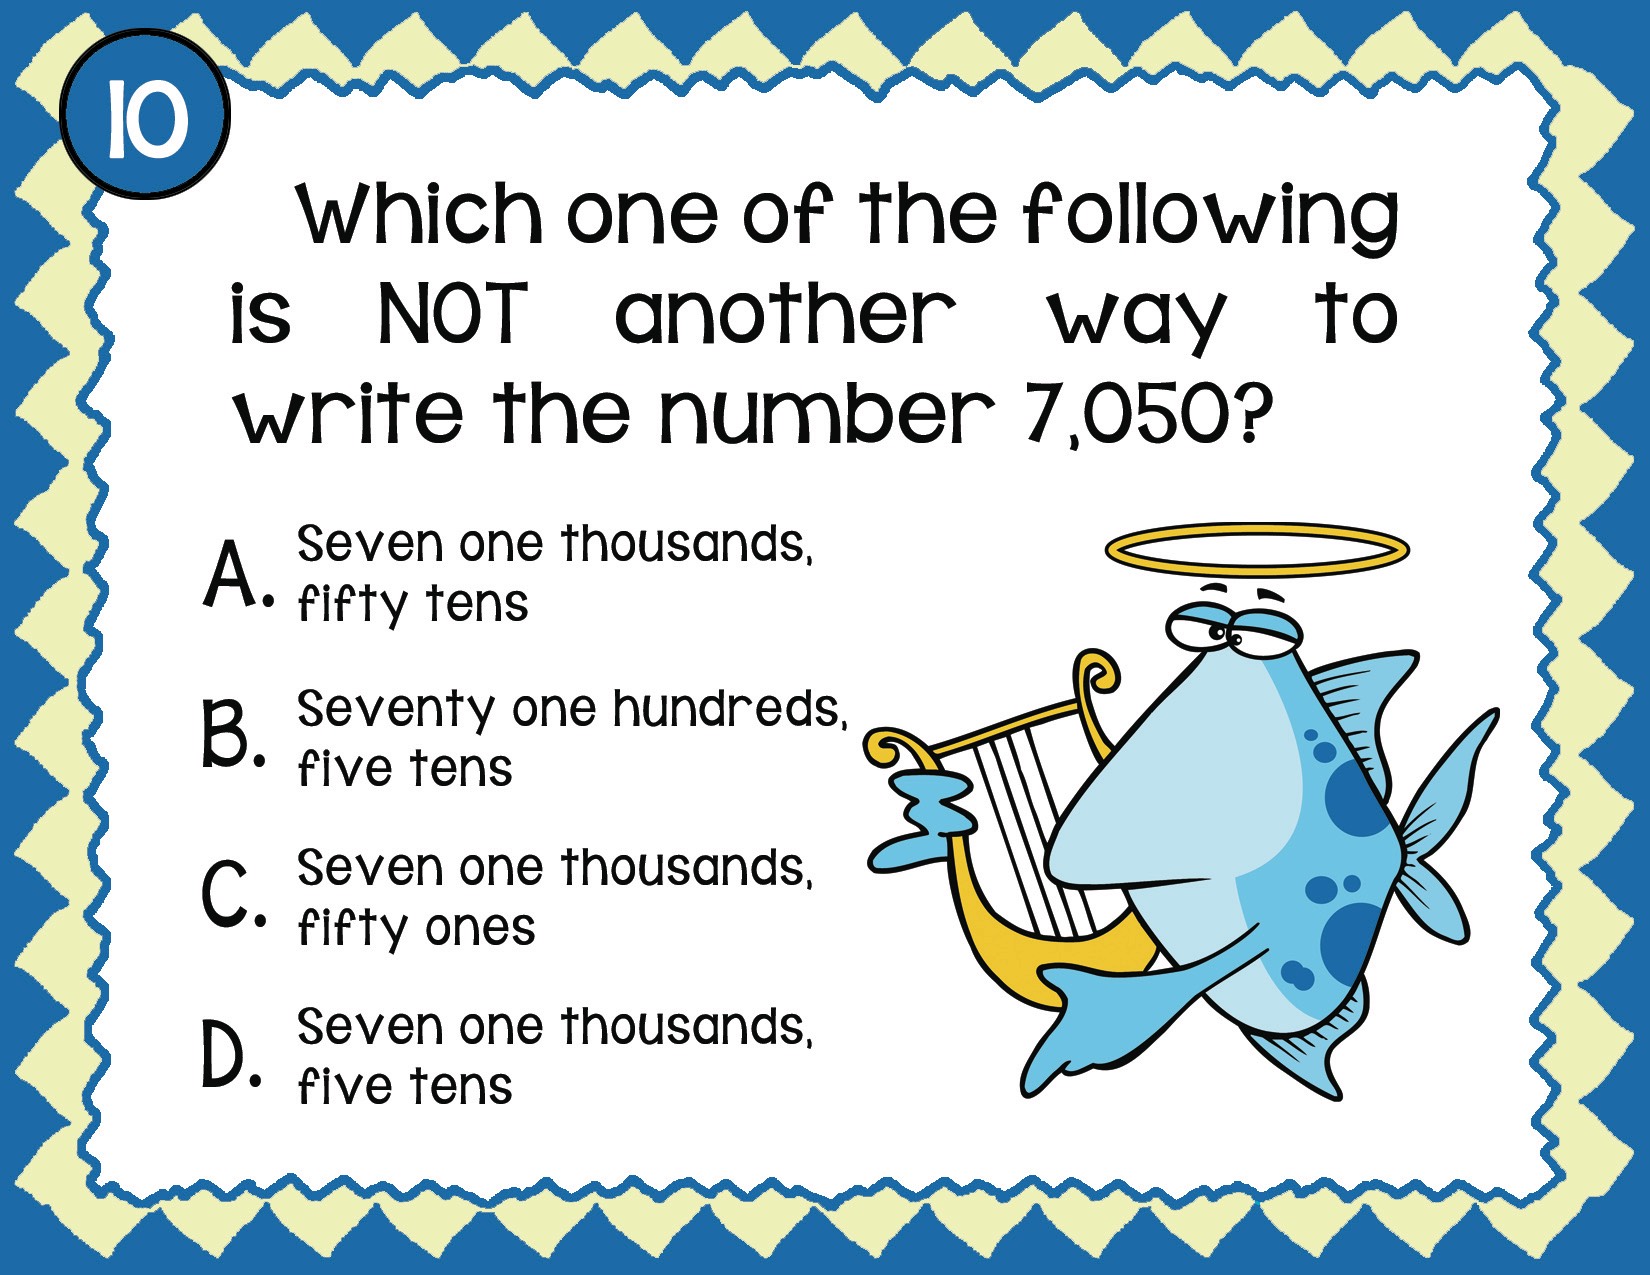 10
Which one of the following
is NOT another way to
write the number 7,050?
A. Seven one thousands,
fifty tens
B. Seventy one hundreds,
five tens
C. Seven one thousands,
fifty ones
D. Seven one thousands,
five tens